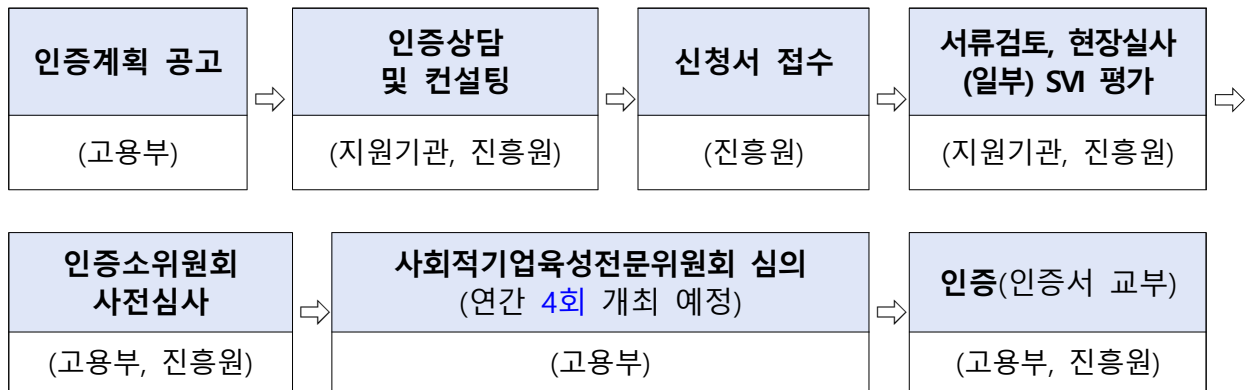 인증계획 공고
(고용부)
인증상담
및 컨설팅
(지원기관, 진흥원)
신청서 접수
(진흥원)
서류검토, 현장실사
(일부) SVI 평가
(지원기관, 진흥원)
인증소위원회
사전심사
(고용부, 진흥원)
사회적기업육성전문위원회 심의
(연간 4회 개최 예정)
(고용부)
인증(인증서 교부)
(고용부, 진흥원)